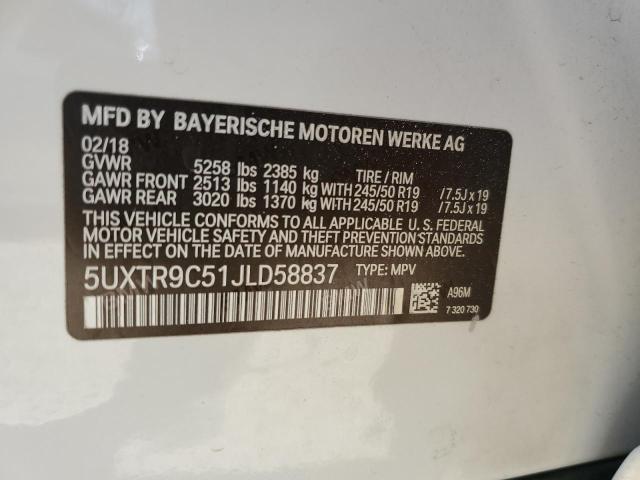 MFD BY BAYERISCHE MOTOREN WERKE AG
02/18
GVWR 5258 lbs 2385 kg TIRE / RIM
GAWR FRONT 2513 lbs 1140 kg WITH 245/50 R19 /7.5J x 19
GAWR REAR 3020 lbs 1370 kg WITH 245/50 R19 /7.5J x 19
THIS VEHICLE CONFORMS TO ALL APPLICABLE U. S. FEDERAL
MOTOR VEHICLE SAFETY AND THEFT PREVENTION STANDARDS
IN EFFECT ON THE DATE OF MANUFACTURE SHOWN ABOVE.
5UXTR9C51JLD58837 TYPE: MPV
A96M
7 320 730